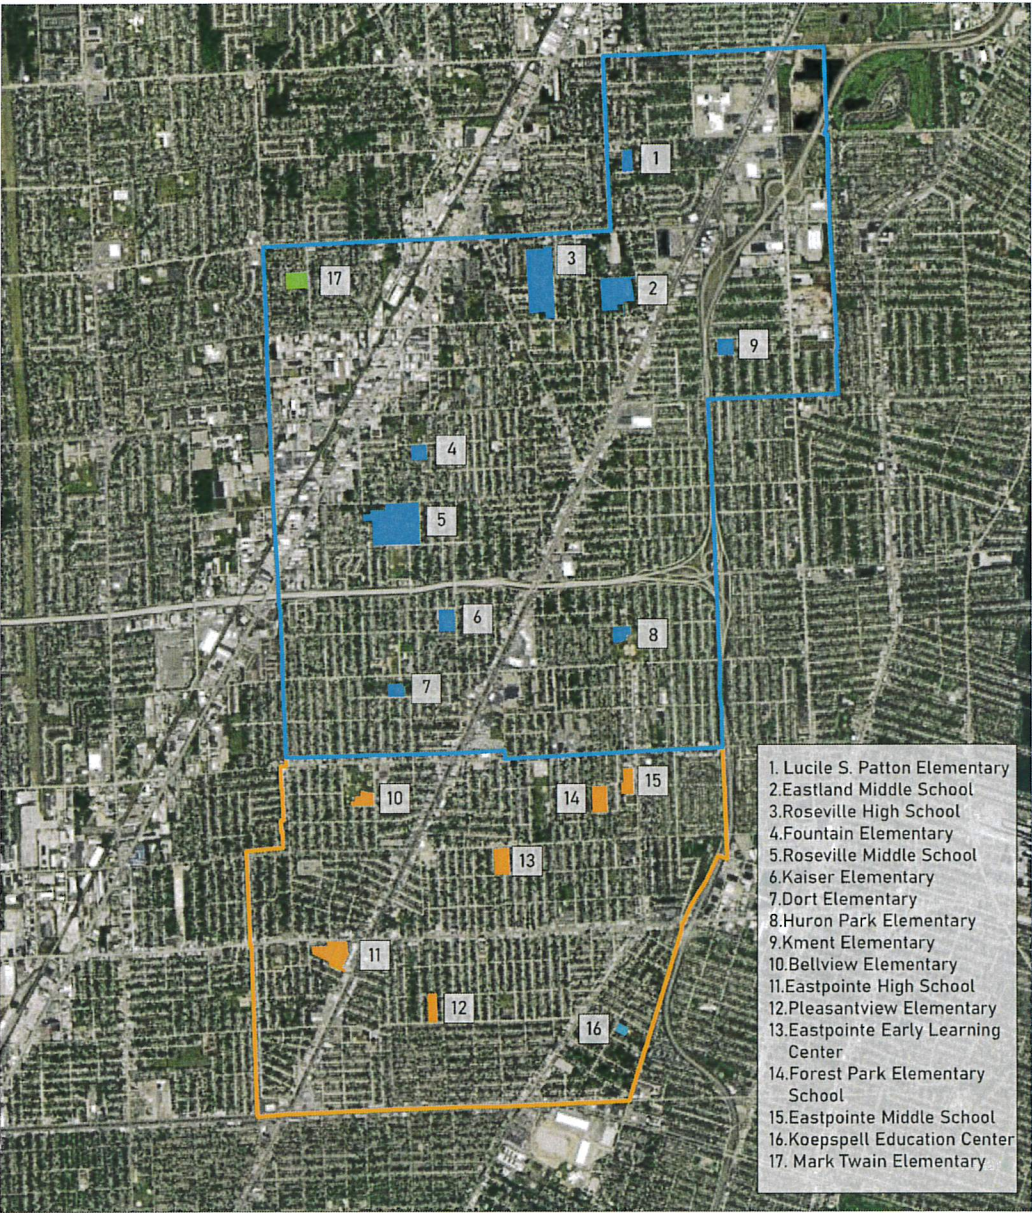 1
3
17
2
9
4
5
6
8
7
15
10
14
13
11
12
16
1. Lucile S. Patton Elementary
2.Eastland Middle School
3.Roseville High School
4.Fountain Elementary
5.Roseville Middle School
6.Kaiser Elementary
7.Dort Elementary
8.Huron Park Elementary
9.Kment Elementary
10.Bellview Elementary
11.Eastpointe High School
12.Pleasantview Elementary
13.Eastpointe Early Learning
Center
14.Forest Park Elementary
School
15.Eastpointe Middle School
16.Koepspell Education Center
17. Mark Twain Elementary